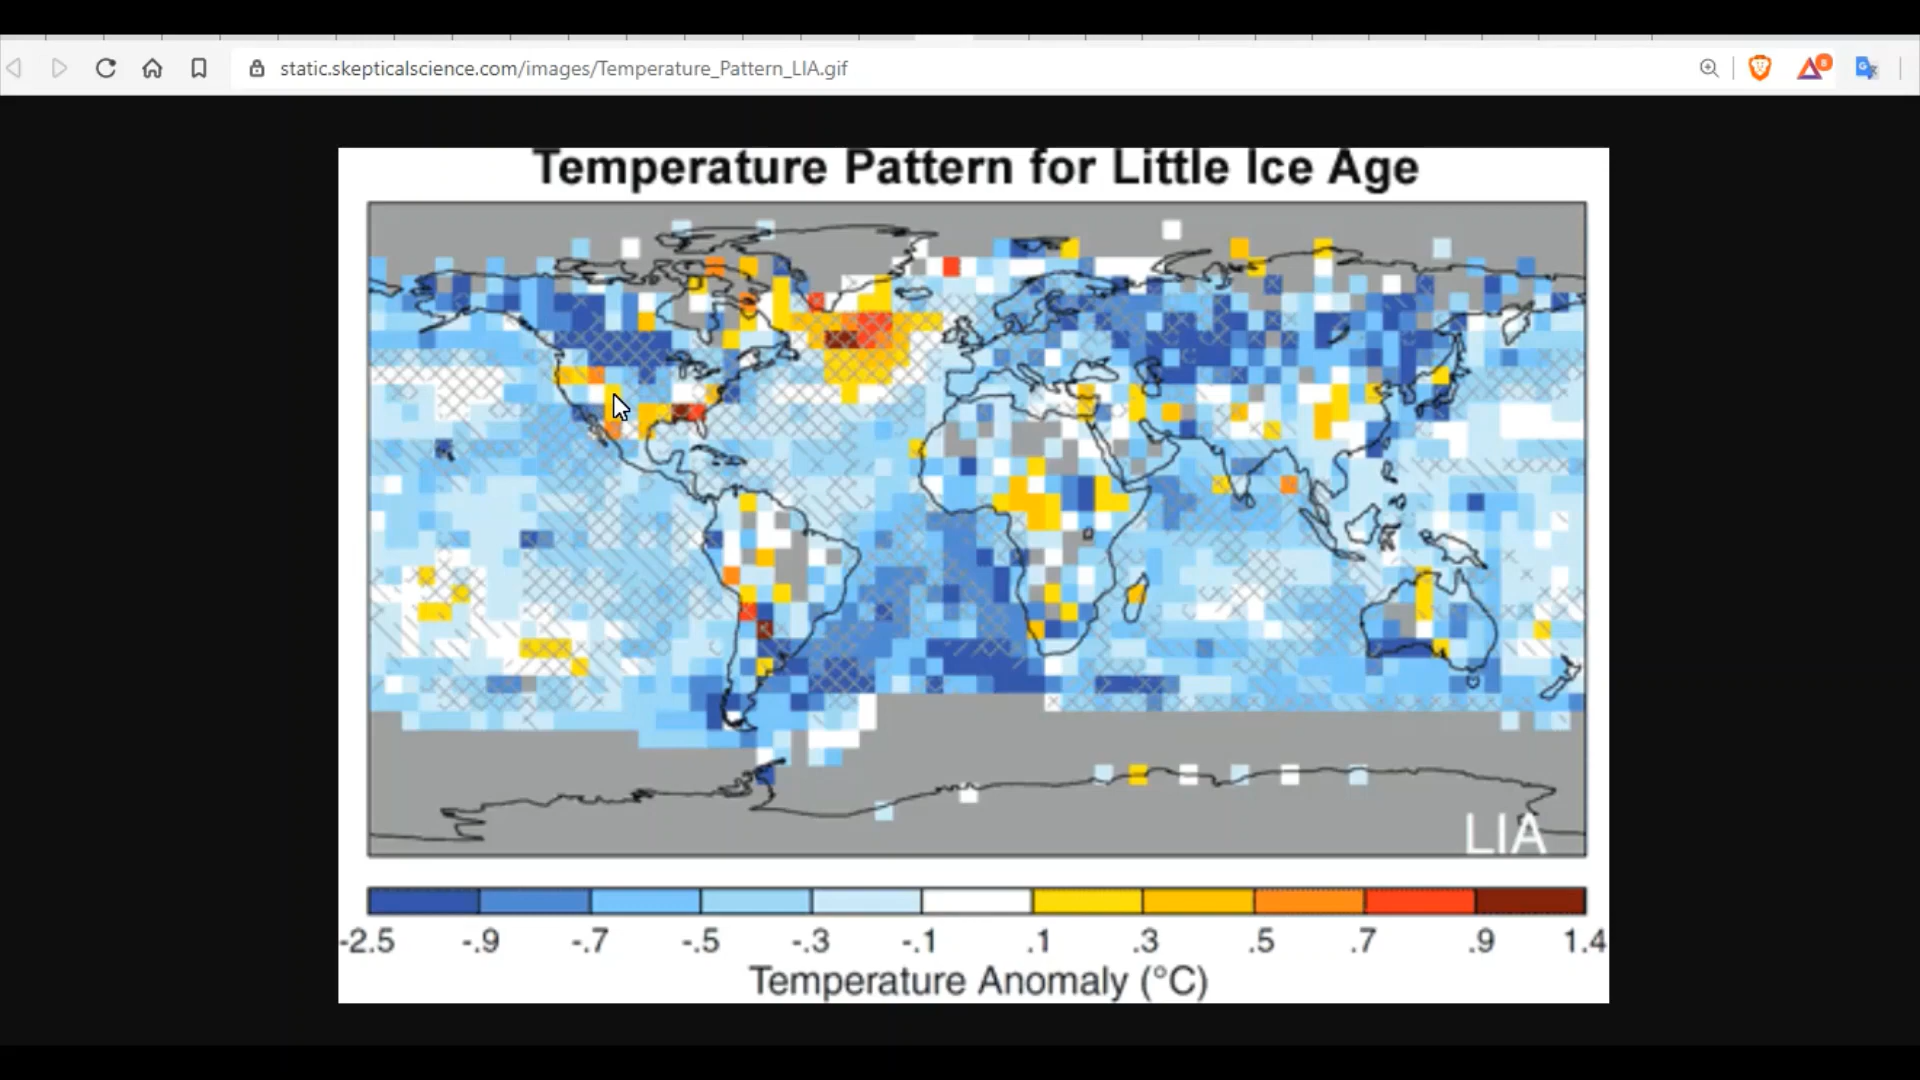 static.skepticalscience.com/images/Temperature_Pattern_LIA.gif
8
G
Temperature Pattern for Little Ice Age
LIA
-2.5 -.9 -.7 -.5 -.3 -.1 .1 .3 .5 .7 .9 1.4
Temperature Anomaly (°C)